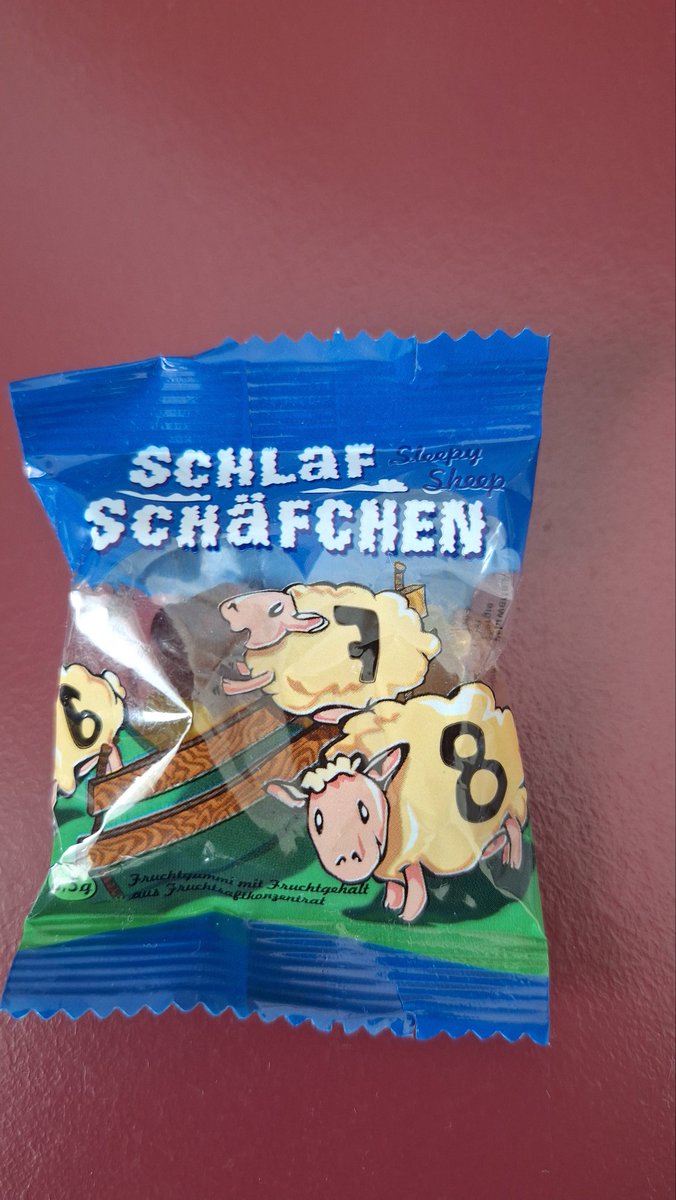 SCHLAF Sleepy
SCHÄFCHEN Sheep
7
6
8
Fruchtgummi mit Fruchtgehalt
aus Fruchtsaftkonzentrat